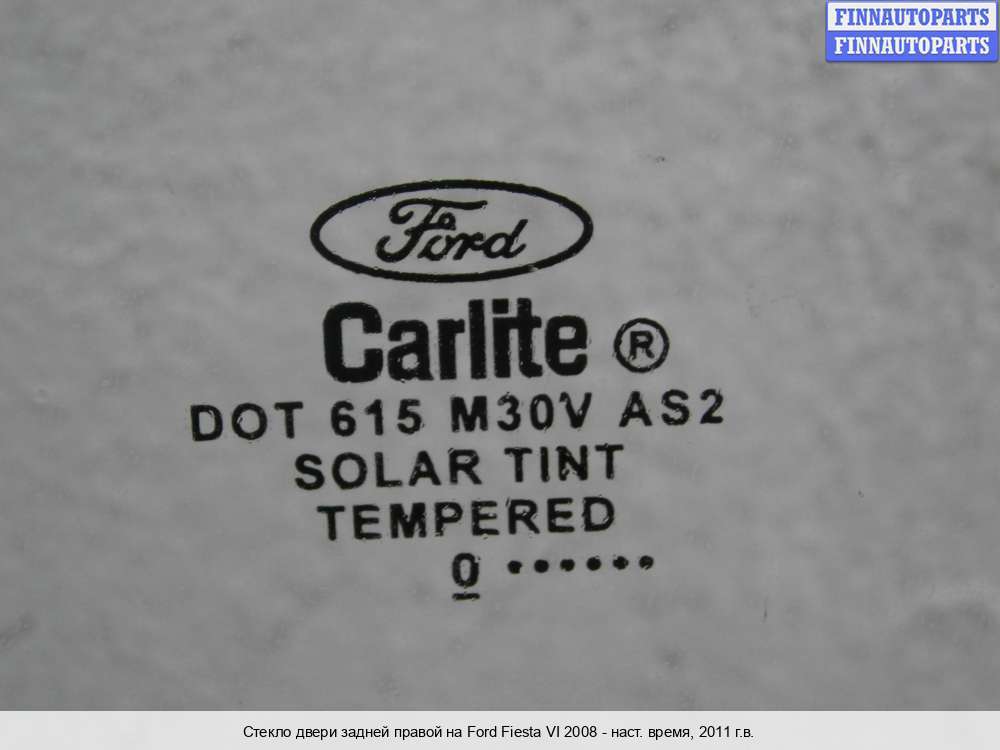 FINNAUTOPARTS
FINNAUTOPARTS
Ford
Carlite ®
DOT 615 M30V AS2
SOLAR TINT
TEMPERED
0 ••••••
Стекло двери задней правой на Ford Fiesta VI 2008 - наст. время, 2011 г.в.